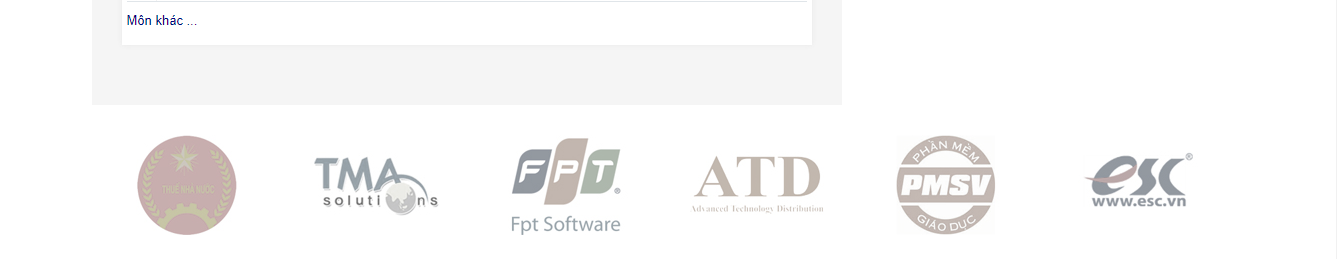 Môn khác ...
THUẾ NHÀ NƯỚC
TMA
solutions
FPT®
Fpt Software
ATD
Advanced Technology Distribution
PHẦN MỀM
PMSV
GIÁO DỤC
esc®
www.esc.vn